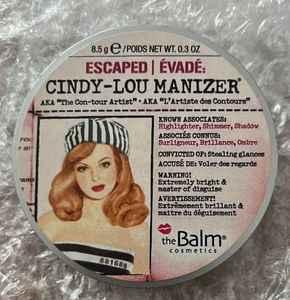 8.5 g ℮/POIDS NET WT. 0.3 OZ
ESCAPED | ÉVADÉ:
CINDY-LOU MANIZER®
AKA "The Con-tour Artist" • AKA "L'Artiste des Contours"
KNOWN ASSOCIATES:
Highlighter, Shimmer, Shadow
ASSOCIÉS CONNUS:
Surligneur, Brillance, Ombre
CONVICTED OF: Stealing glances
ACCUSÉ DE: Voler des regards
WARNING!
Extremely bright &
master of disguise
AVERTISSEMENT!
Extrêmement brillant &
maître du déguisement
881688
theBalm®
cosmetics